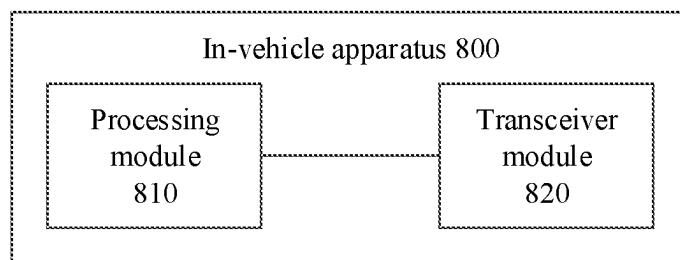 In-vehicle apparatus 800
Processing
module
810
Transceiver
module
820